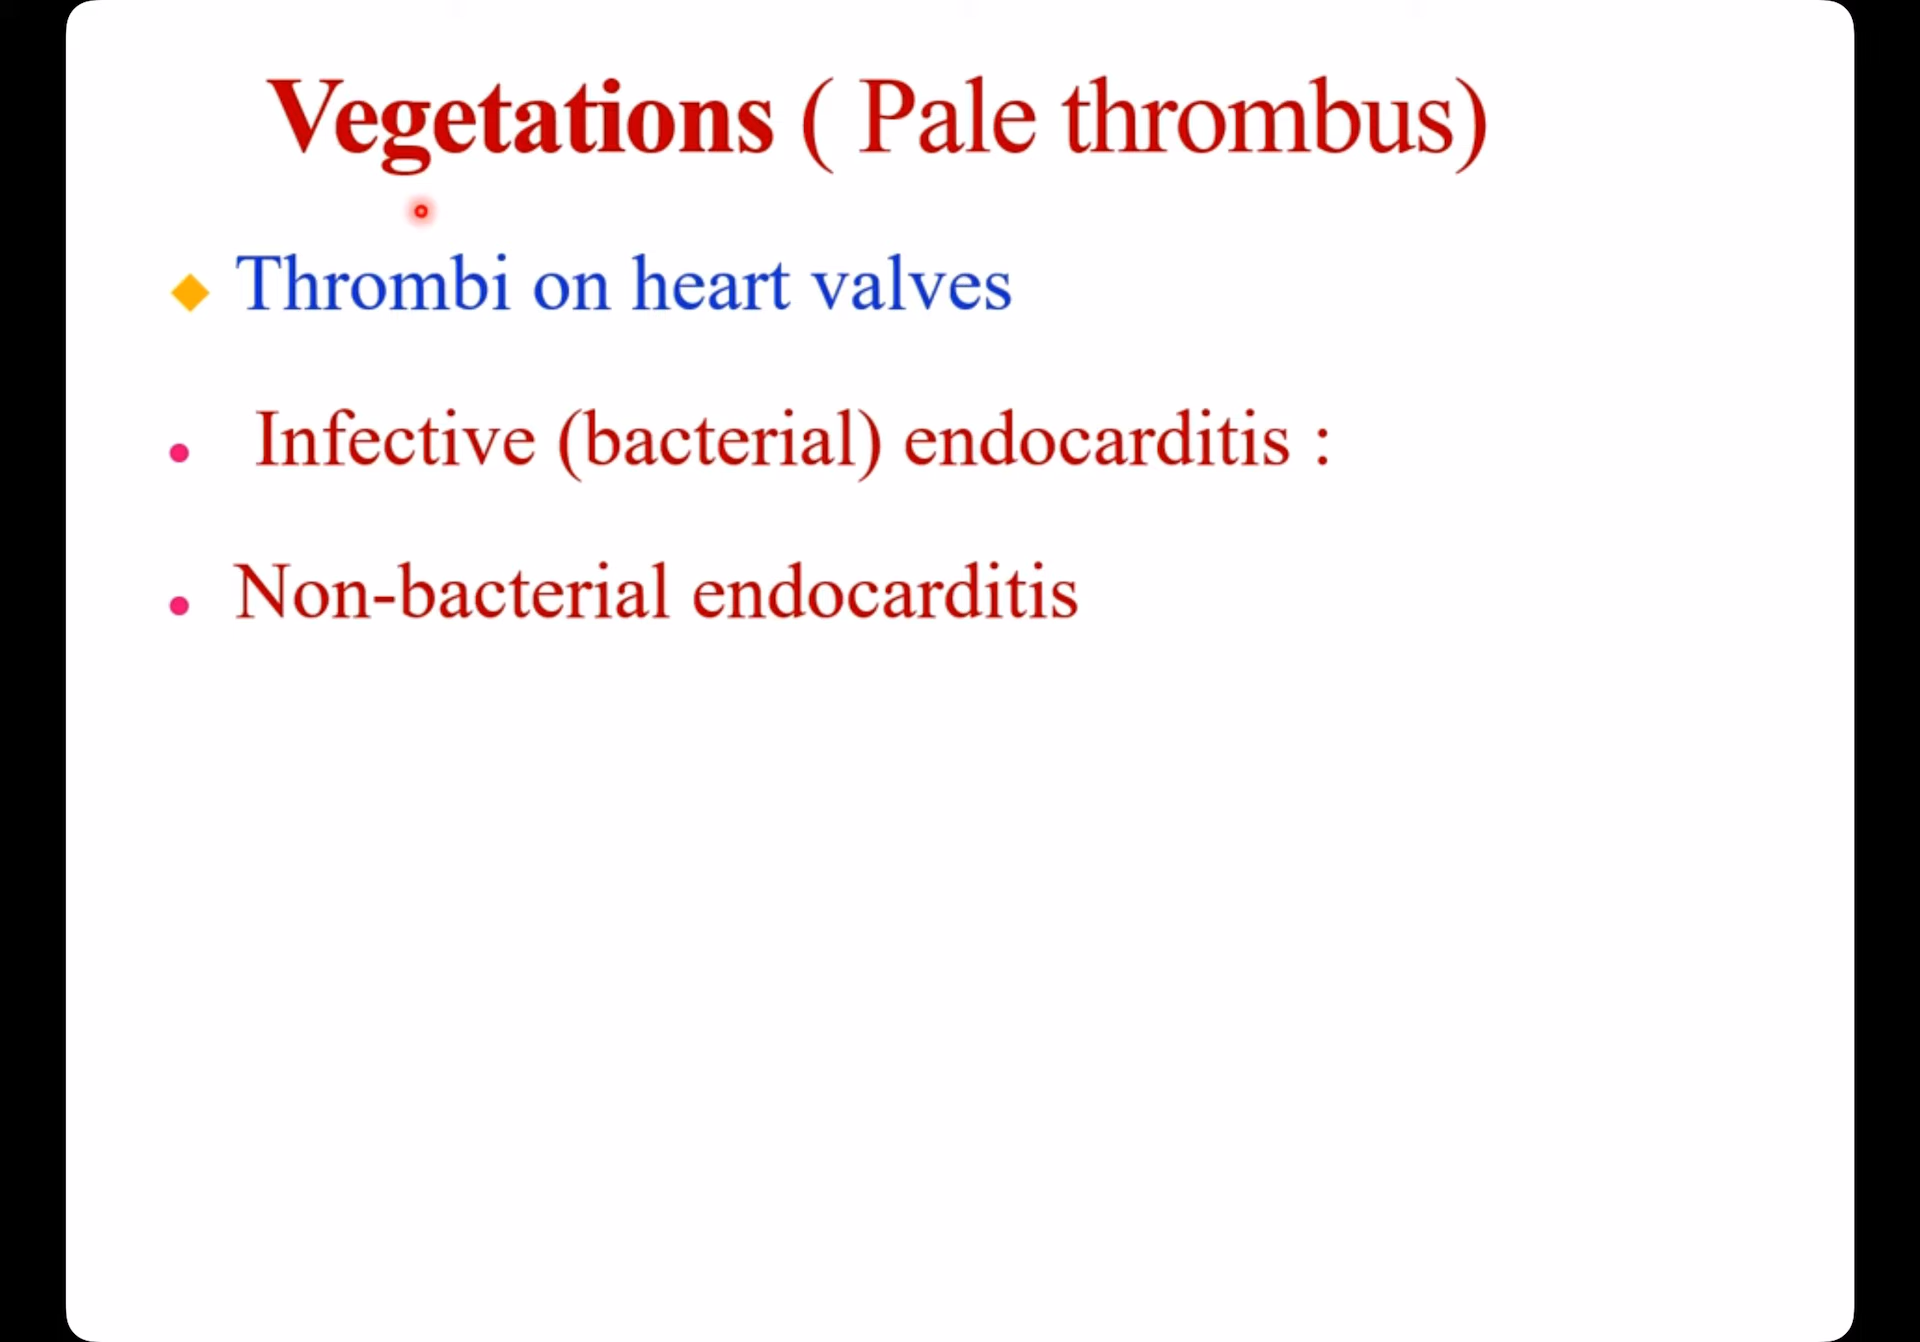 Vegetations ( Pale thrombus)
Thrombi on heart valves
Infective (bacterial) endocarditis :
Non-bacterial endocarditis